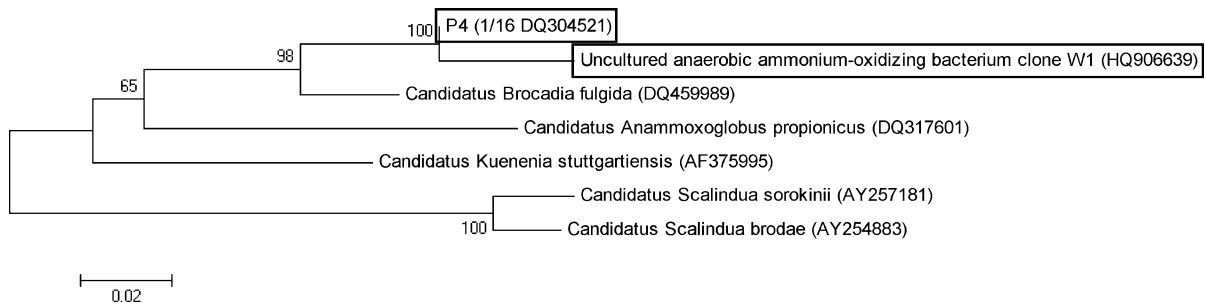 P4 (1/16 DQ304521)
100
Uncultured anaerobic ammonium-oxidizing bacterium clone W1 (HQ906639)
98
Candidatus Brocadia fulgida (DQ459989)
65
Candidatus Anammoxoglobus propionicus (DQ317601)
Candidatus Kuenenia stuttgartiensis (AF375995)
Candidatus Scalindua sorokinii (AY257181)
100
Candidatus Scalindua brodae (AY254883)
0.02